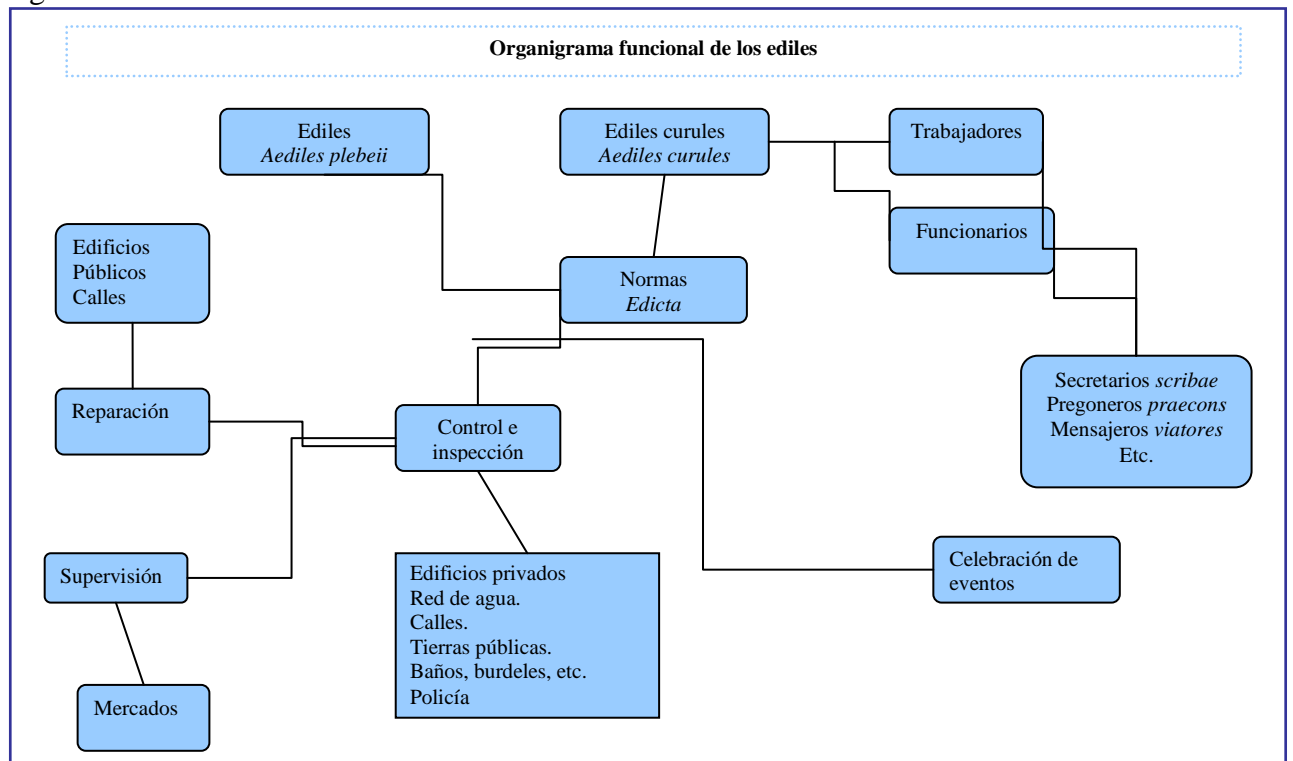 Organigrama funcional de los ediles
Ediles
Aediles plebeii
Ediles curules
Aediles curules
Trabajadores
Funcionarios
Edificios
Públicos
Calles
Normas
Edicta
Secretarios scribae
Pregoneros praecons
Mensajeros viatores
Etc.
Reparación
Control e
inspección
Supervisión
Edificios privados
Red de agua.
Calles.
Tierras públicas.
Baños, burdeles, etc.
Policía
Celebración de
eventos
Mercados